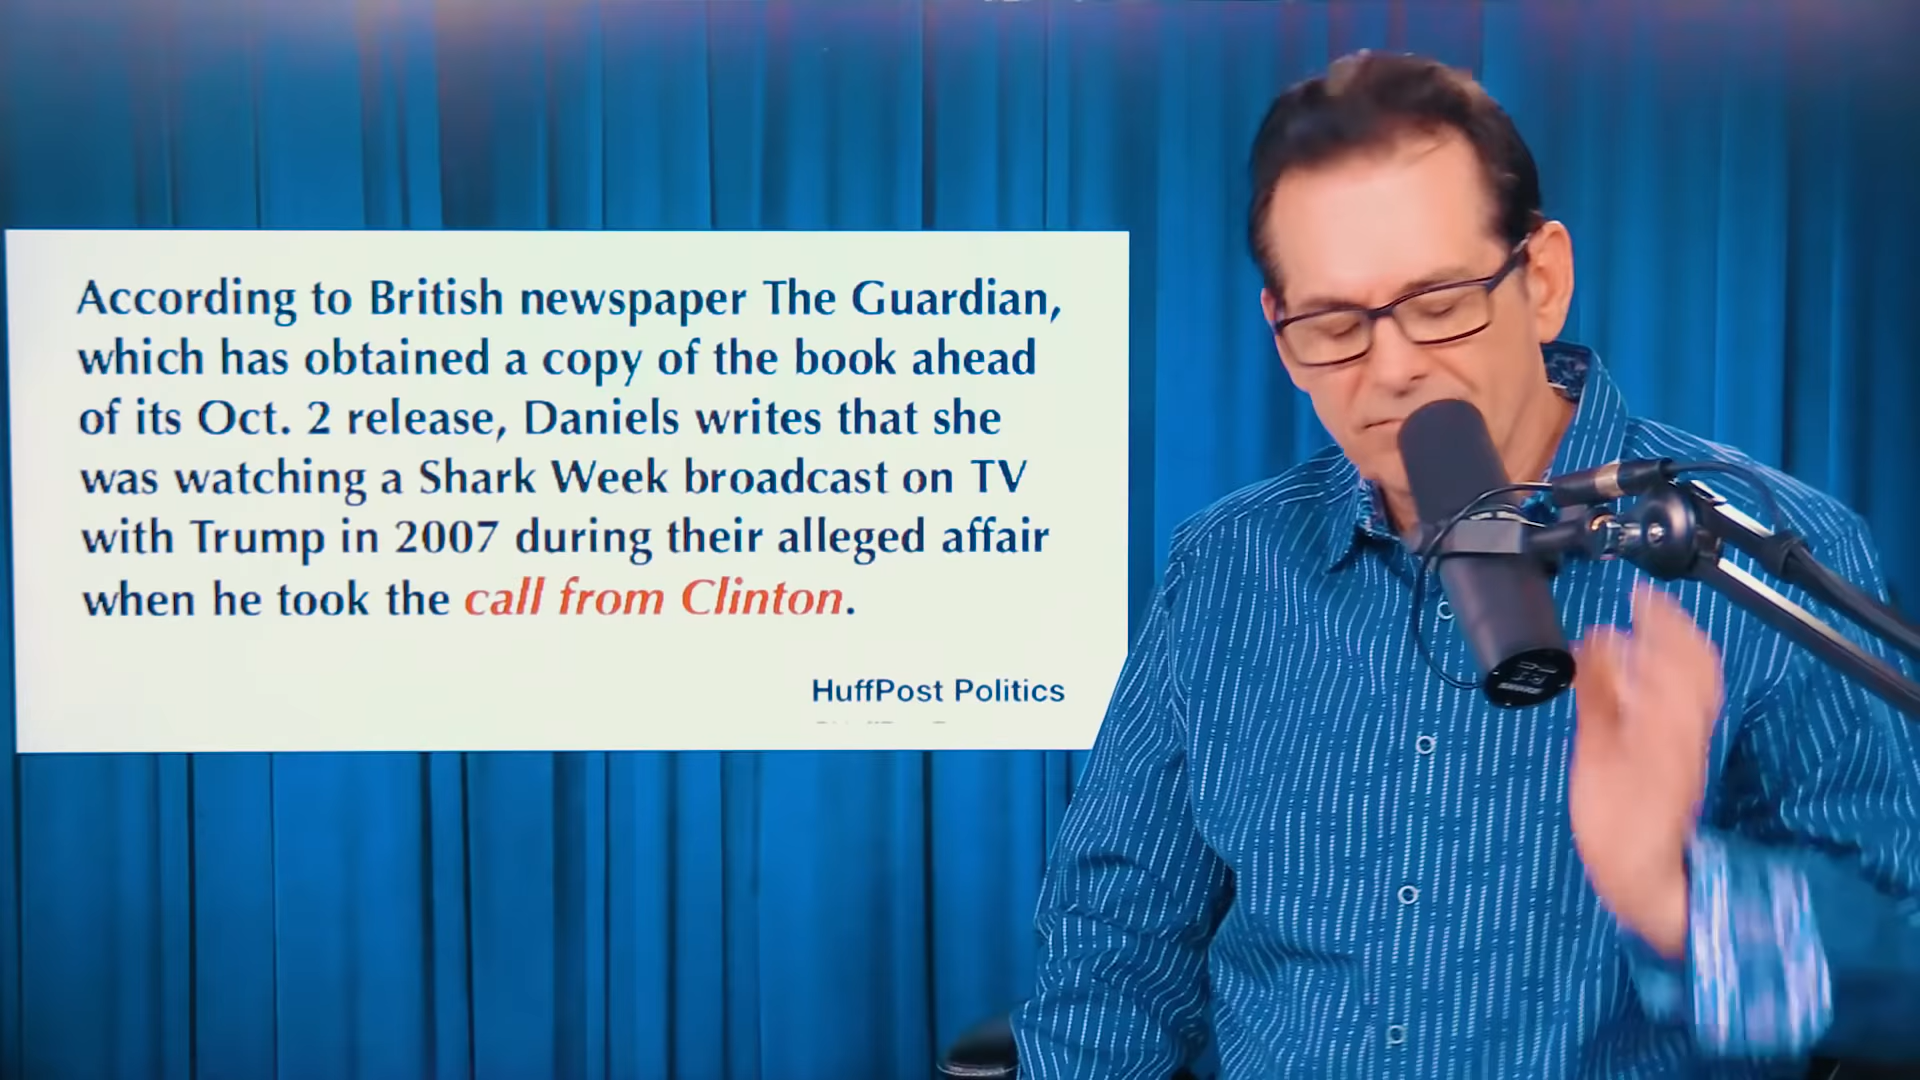 According to British newspaper The Guardian,
which has obtained a copy of the book ahead
of its Oct. 2 release, Daniels writes that she
was watching a Shark Week broadcast on TV
with Trump in 2007 during their alleged affair
when he took the call from Clinton.
HuffPost Politics